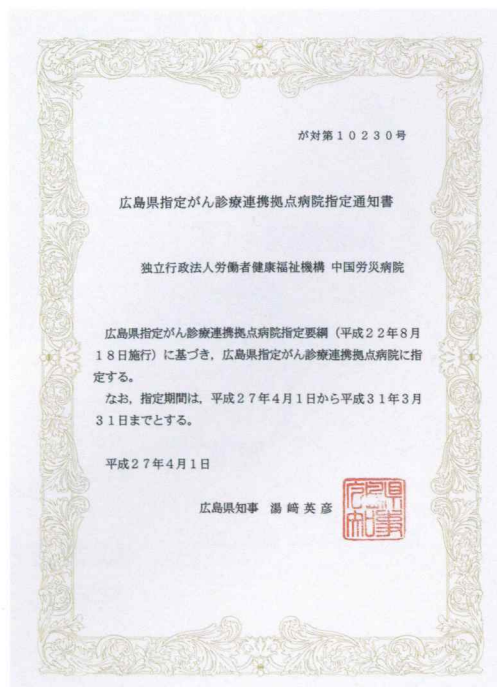 が対第１０２３０号
広島県指定がん診療連携拠点病院指定通知書
独立行政法人労働者健康福祉機構 中国労災病院
広島県指定がん診療連携拠点病院指定要綱（平成２２年８月
１８日施行）に基づき，広島県指定がん診療連携拠点病院に指
定する。
なお，指定期間は，平成２７年４月１日から平成３１年３月
３１日までとする。
平成２７年４月１日
広島県知事 湯 﨑 英 彦